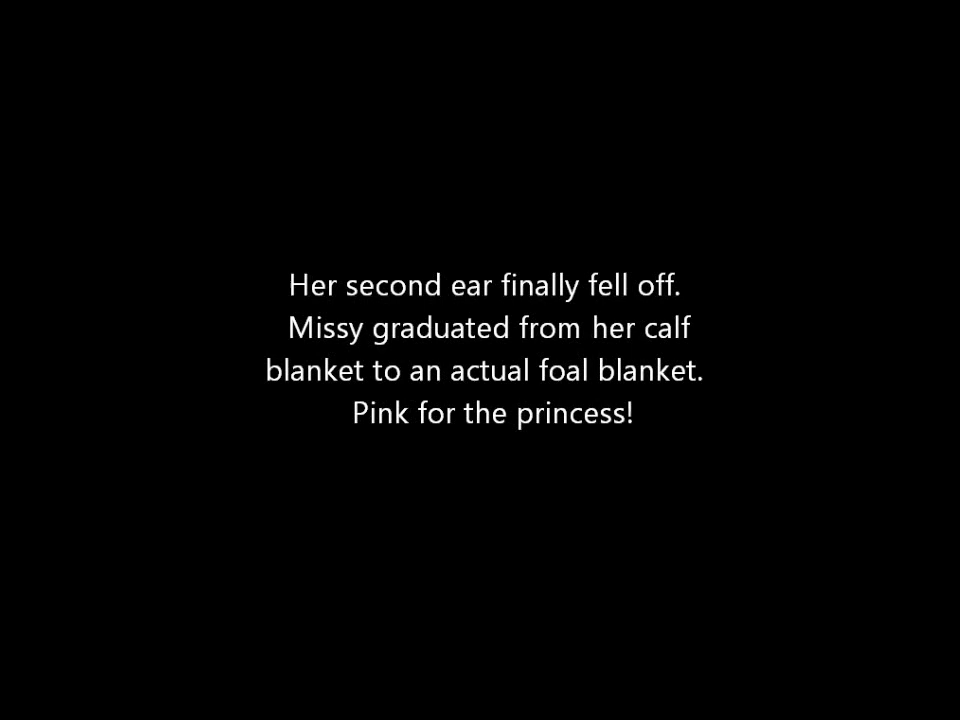 Her second ear finally fell off.
Missy graduated from her calf
blanket to an actual foal blanket.
Pink for the princess!